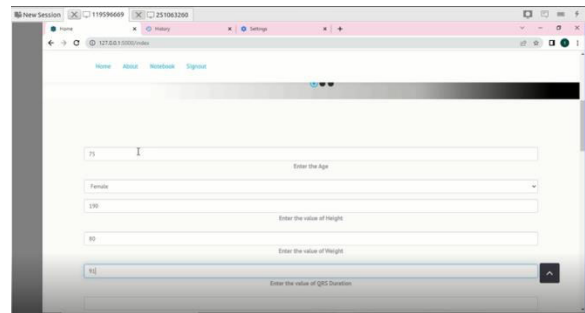 New Session 119596669 251063260
Home History Settings
127.0.0.1:5000/index
Home About Notebook Signout
75
Enter the Age
Female
190
Enter the value of Height
80
Enter the value of Weight
91
Enter the value of QRS Duration